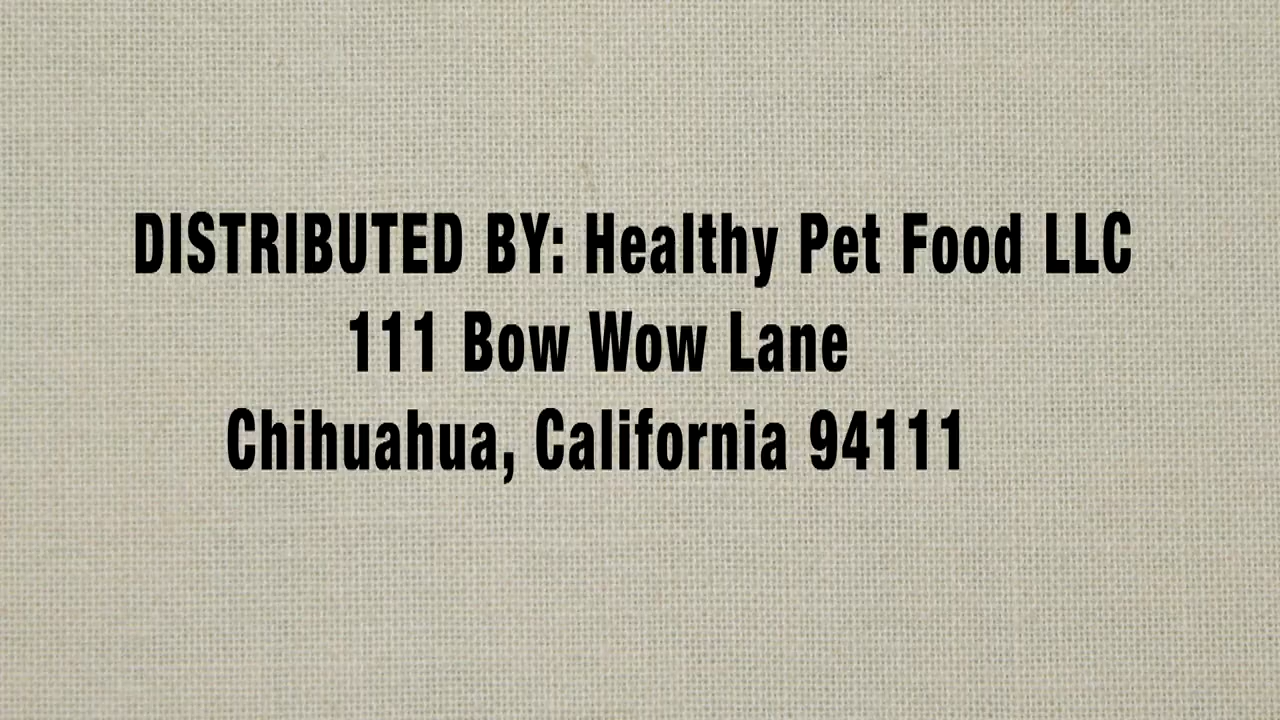 DISTRIBUTED BY: Healthy Pet Food LLC
111 Bow Wow Lane
Chihuahua, California 94111